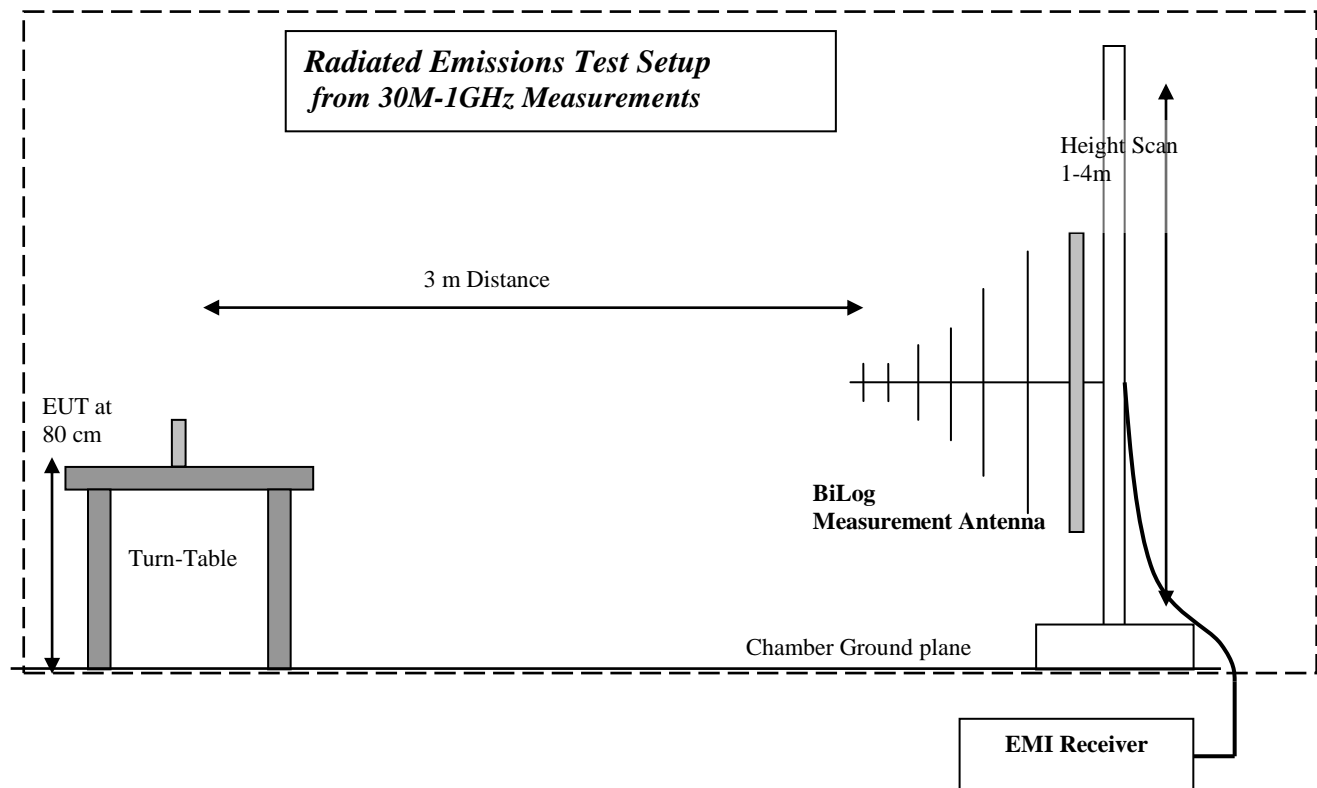 Radiated Emissions Test Setup
from 30M-1GHz Measurements
Height Scan
1-4m
3 m Distance
EUT at
80 cm
BiLog
Measurement Antenna
Turn-Table
Chamber Ground plane
EMI Receiver